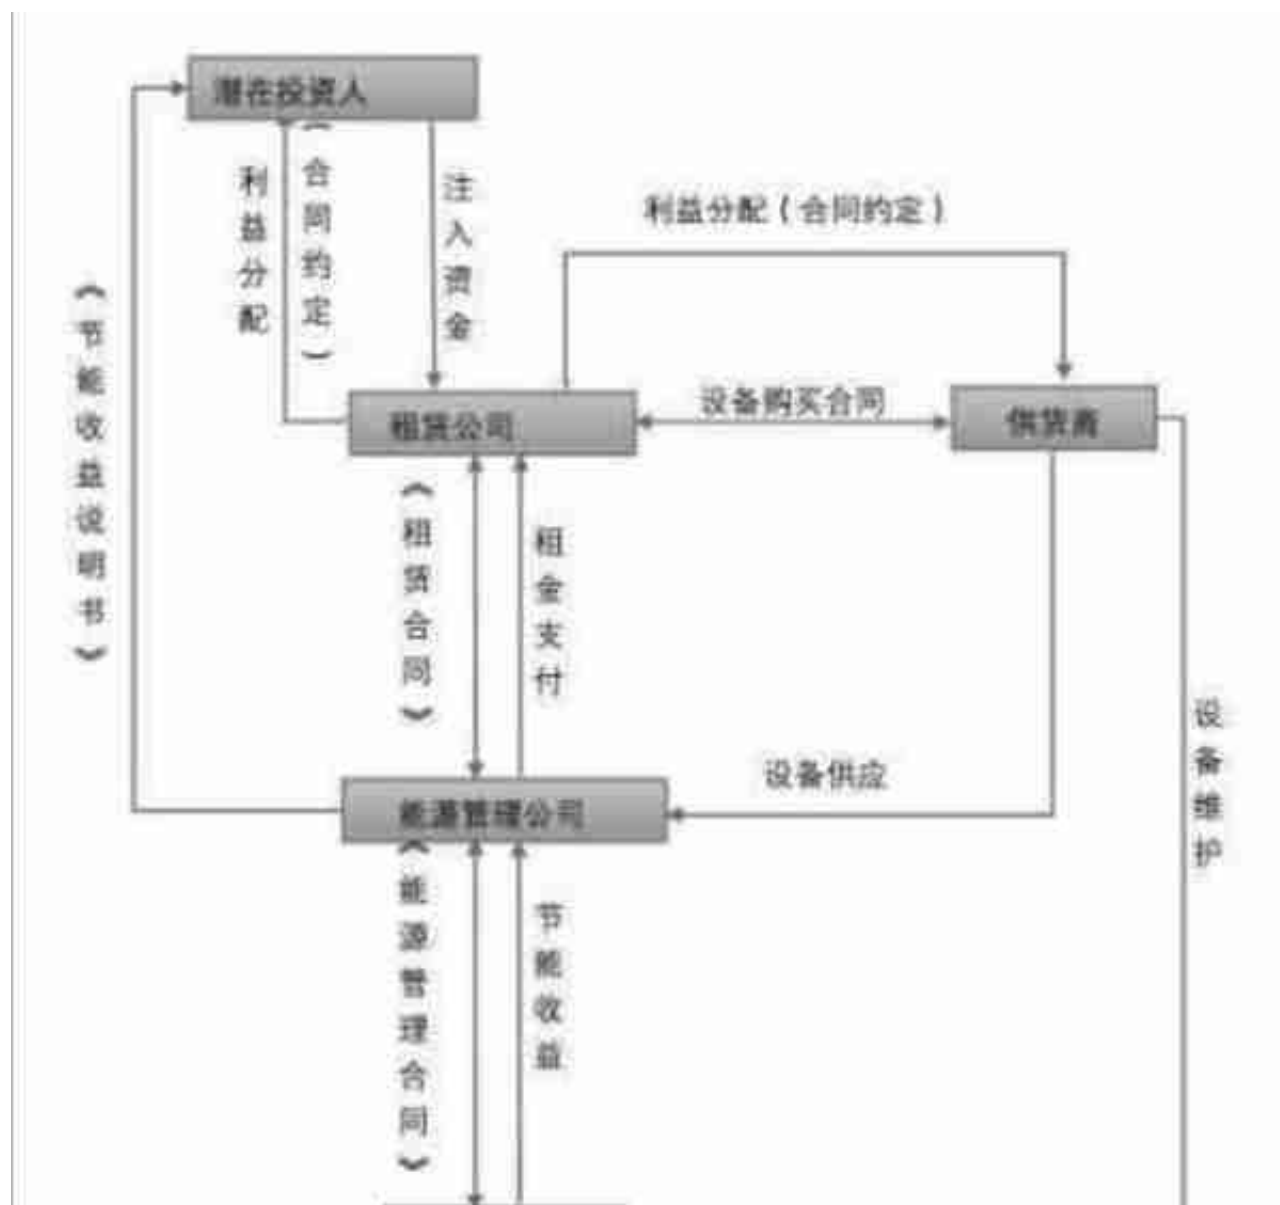 潜在投资人
利益分配
（合同约定）
注入资金
利益分配（合同约定）
《节能收益说明书》
租赁公司
设备购买合同
供货商
《租赁合同》
租金支付
设备供应
设备维护
能源管理公司
《能源管理合同》
节能收益